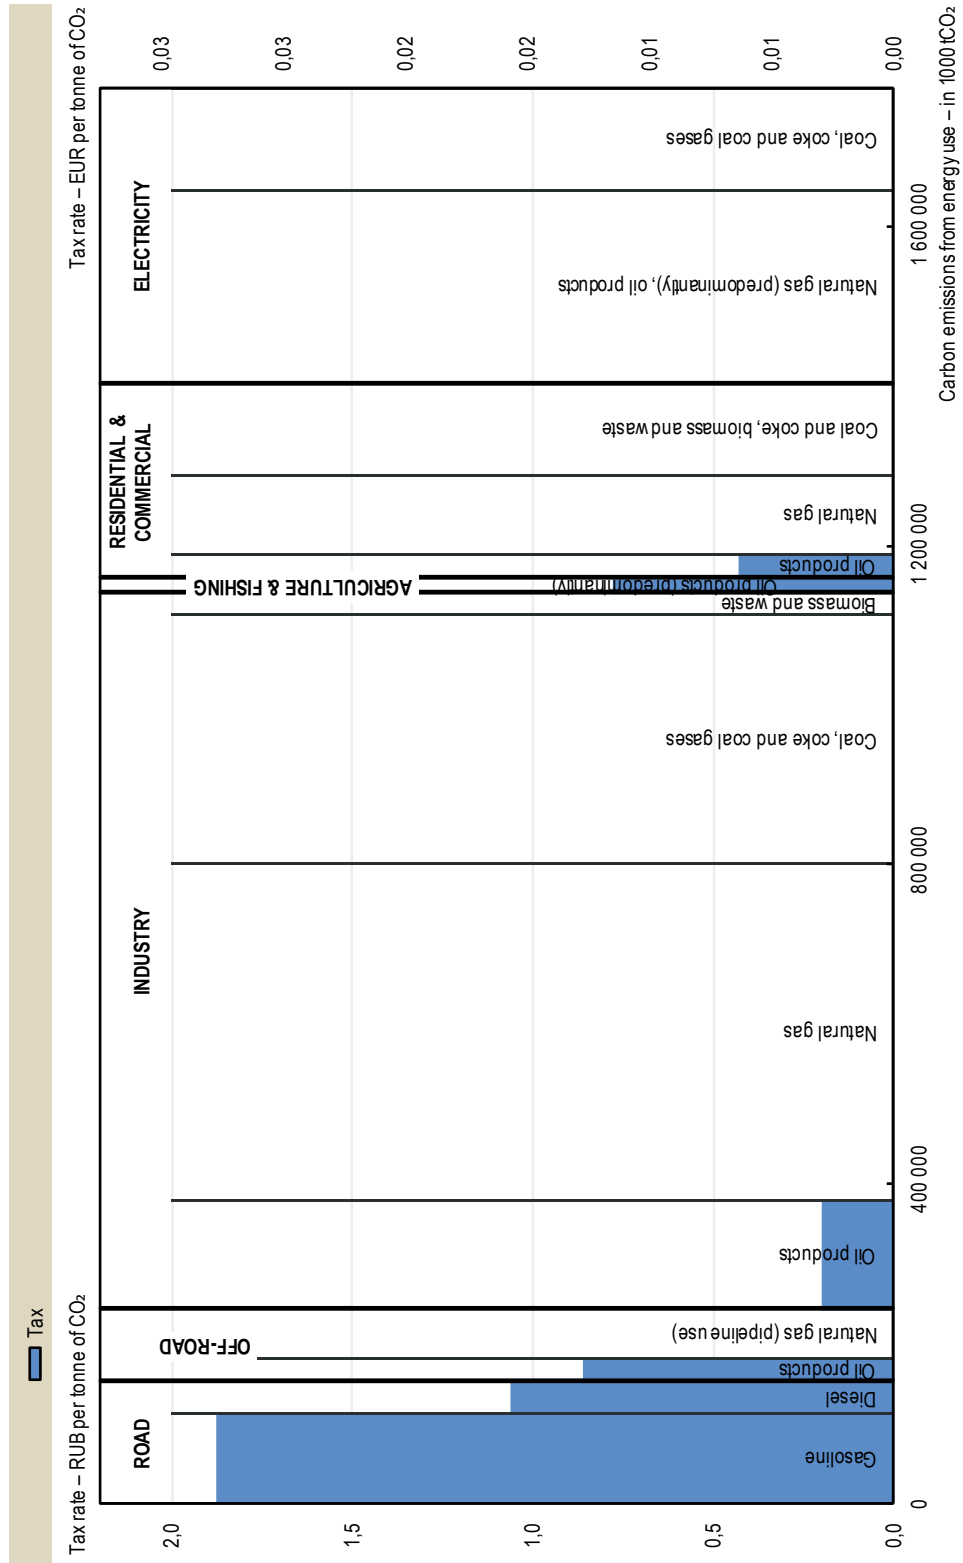 Tax
Tax rate – RUB per tonne of CO₂
Tax rate – EUR per tonne of CO₂
2,0
1,5
1,0
0,5
0,0
0,03
0,03
0,02
0,02
0,01
0,01
0,00
ROAD
OFF-ROAD
INDUSTRY
AGRICULTURE & FISHING
RESIDENTIAL &
COMMERCIAL
ELECTRICITY
Gasoline
Diesel
Oil products
Natural gas (pipeline use)
Oil products
Natural gas
Coal, coke and coal gases
Biomass and waste
Oil products (predominantly)
Oil products
Natural gas
Coal and coke, biomass and waste
Natural gas (predominantly), oil products
Coal, coke and coal gases
0
400 000
800 000
1 200 000
1 600 000
Carbon emissions from energy use – in 1000 tCO₂